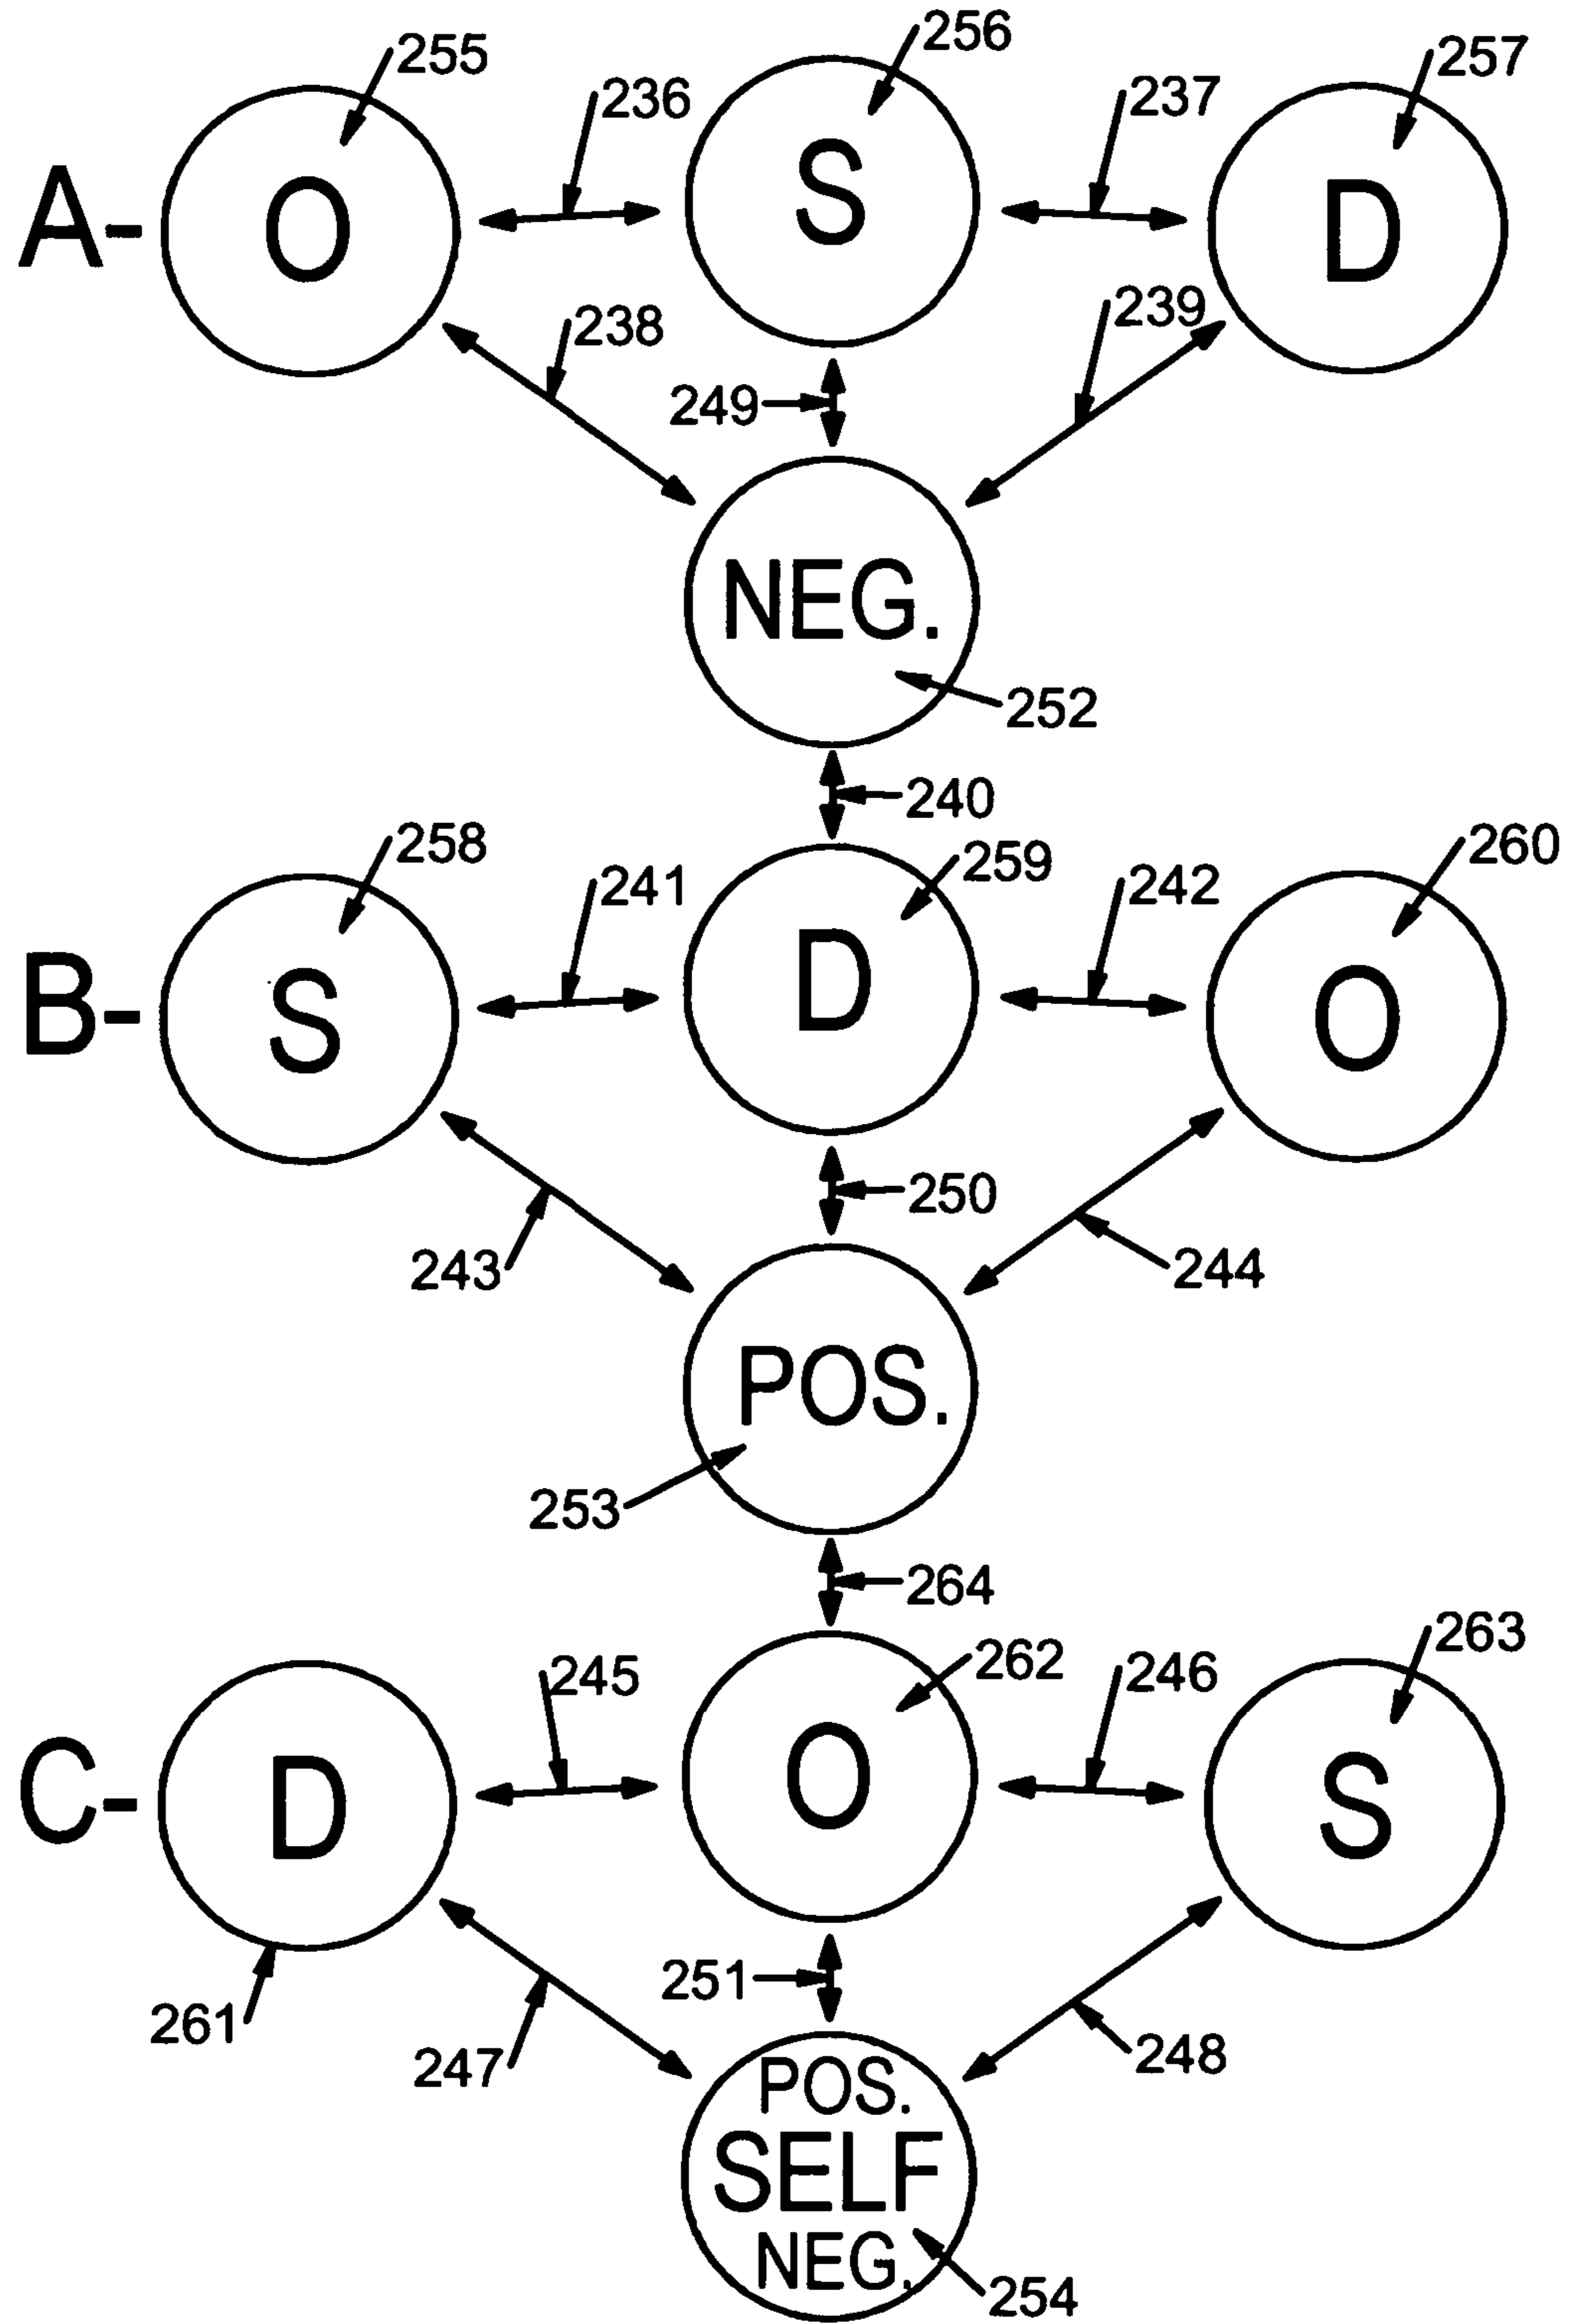 255 256 257
236 237
A- O S D
238 239
249
NEG.
252
240
258 259 260
241 242
B- S D O
250
243 244
POS.
253
264
262 263
245 246
C- D O S
251
261 247 248
POS.
SELF
NEG.
254